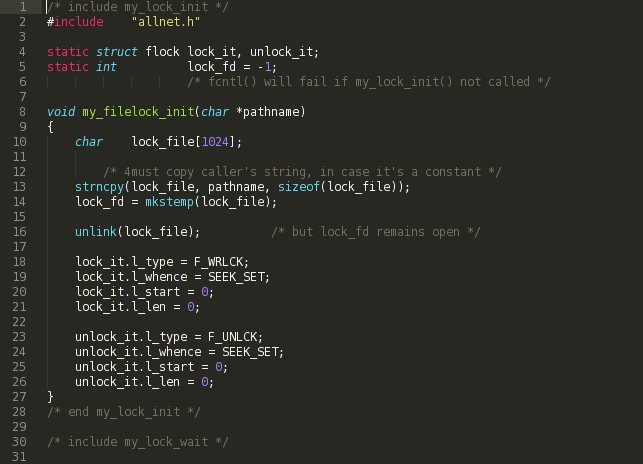 1 /* include my_lock_init */
2 #include    "allnet.h"
3
4 static struct flock lock_it, unlock_it;
5 static int          lock_fd = -1;
6                     /* fcntl() will fail if my_lock_init() not called */
7
8 void my_filelock_init(char *pathname)
9 {
10     char    lock_file[1024];
11
12         /* 4must copy caller's string, in case it's a constant */
13     strncpy(lock_file, pathname, sizeof(lock_file));
14     lock_fd = mkstemp(lock_file);
15
16     unlink(lock_file);          /* but lock_fd remains open */
17
18     lock_it.l_type = F_WRLCK;
19     lock_it.l_whence = SEEK_SET;
20     lock_it.l_start = 0;
21     lock_it.l_len = 0;
22
23     unlock_it.l_type = F_UNLCK;
24     unlock_it.l_whence = SEEK_SET;
25     unlock_it.l_start = 0;
26     unlock_it.l_len = 0;
27 }
28 /* end my_lock_init */
29
30 /* include my_lock_wait */
31